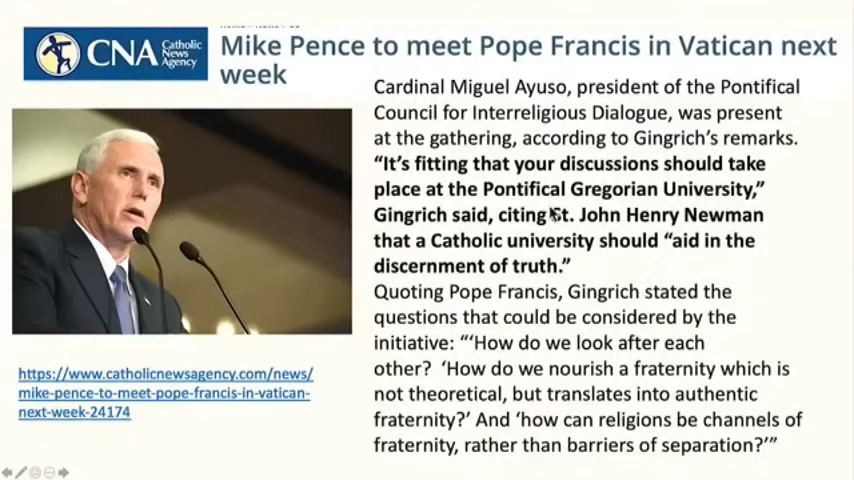 CNA Catholic
News
Agency
Mike Pence to meet Pope Francis in Vatican next
week
Cardinal Miguel Ayuso, president of the Pontifical
Council for Interreligious Dialogue, was present
at the gathering, according to Gingrich’s remarks.
“It’s fitting that your discussions should take
place at the Pontifical Gregorian University,”
Gingrich said, citing St. John Henry Newman
that a Catholic university should “aid in the
discernment of truth.”
Quoting Pope Francis, Gingrich stated the
questions that could be considered by the
initiative: “‘How do we look after each
other?  ‘How do we nourish a fraternity which is
not theoretical, but translates into authentic
fraternity?’ And ‘how can religions be channels of
fraternity, rather than barriers of separation?’”
https://www.catholicnewsagency.com/news/
mike-pence-to-meet-pope-francis-in-vatican-
next-week-24174